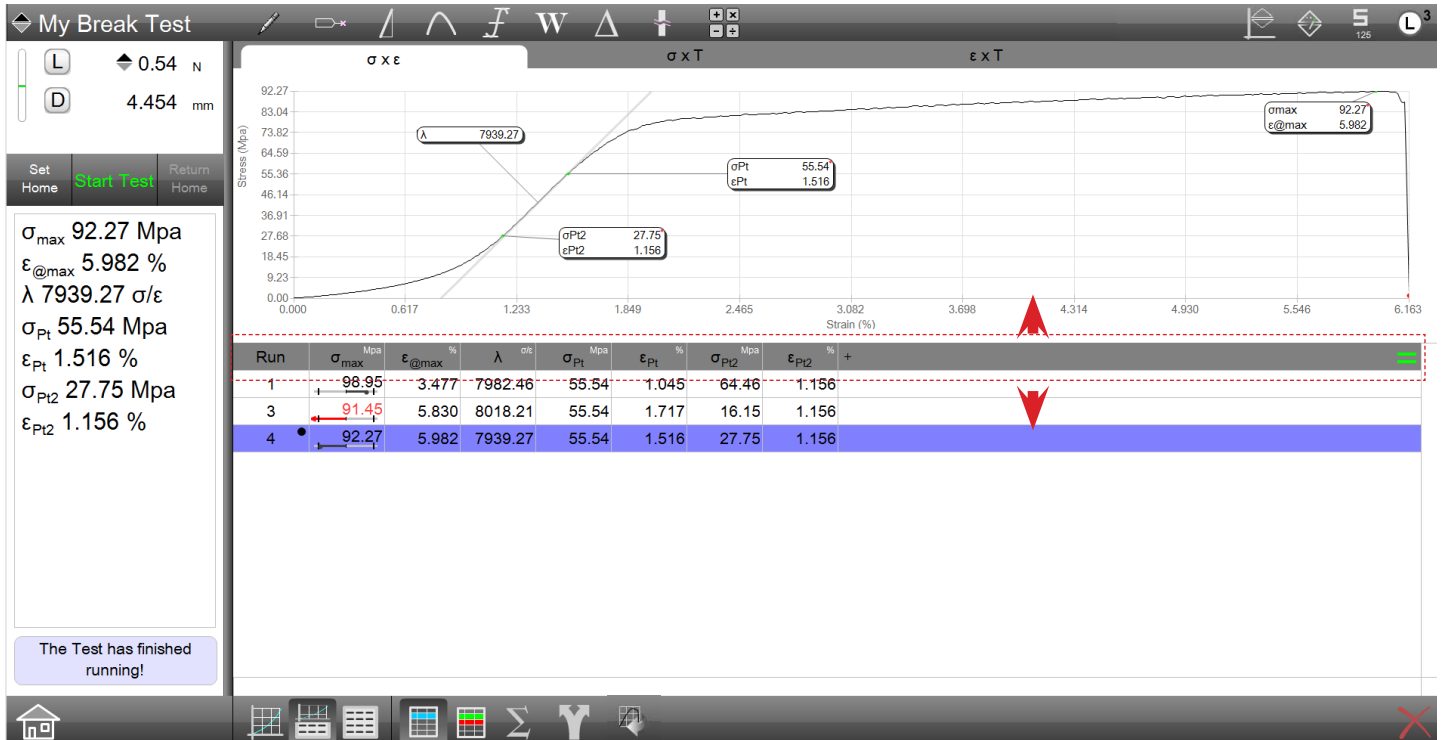 My Break Test
W
S
125
L 3
L 0.54 N
D 4.454 mm
Set Home
Start Test
Return Home
σmax 92.27 Mpa
ε@max 5.982 %
λ 7939.27 σ/ε
σPt 55.54 Mpa
εPt 1.516 %
σPt2 27.75 Mpa
εPt2 1.156 %
The Test has finished
running!
σ x ε σ x T ε x T
Stress (Mpa)
92.27
83.04
73.82
64.59
55.36
46.14
36.91
27.68
18.45
9.23
0.00
λ 7939.27
σPt 55.54
εPt 1.516
σPt2 27.75
εPt2 1.156
σmax 92.27
ε@max 5.982
0.000 0.617 1.233 1.849 2.465 3.082 3.698 4.314 4.930 5.546 6.163
Strain (%)
Run σmax Mpa ε@max % λ σ/ε σPt Mpa εPt % σPt2 Mpa εPt2 % +
1 98.95 3.477 7982.46 55.54 1.045 64.46 1.156
3 91.45 5.830 8018.21 55.54 1.717 16.15 1.156
4 92.27 5.982 7939.27 55.54 1.516 27.75 1.156
Σ